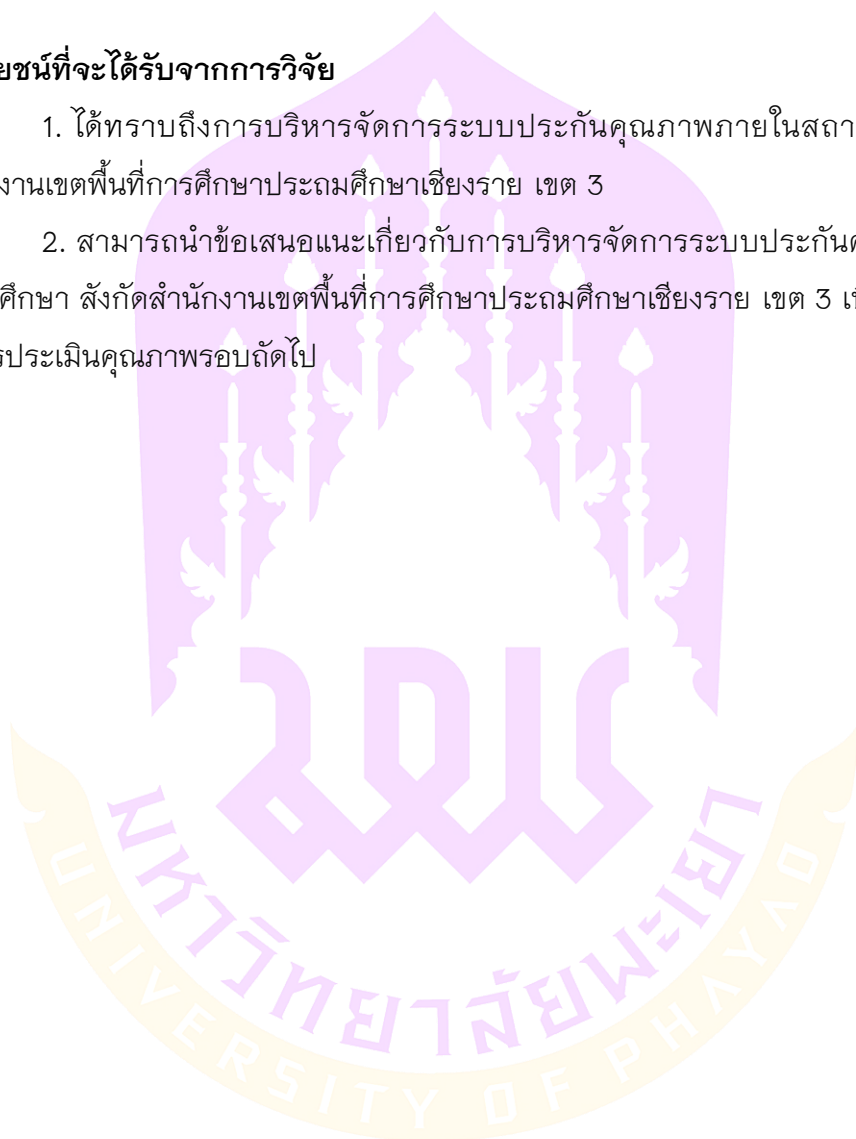 ยชน์ที่จะได้รับจากการวิจัย
1. ได้ทราบถึงการบริหารจัดการระบบประกันคุณภาพภายในสถา
งานเขตพื้นที่การศึกษาประถมศึกษาเชียงราย เขต 3
2. สามารถนำข้อเสนอแนะเกี่ยวกับการบริหารจัดการระบบประกัน
ศึกษา สังกัดสำนักงานเขตพื้นที่การศึกษาประถมศึกษาเชียงราย เขต 3
รประเมินคุณภาพรอบถัดไป
มหาวิทยาลัยพะเยา
UNIVERSITY OF PHAYAO